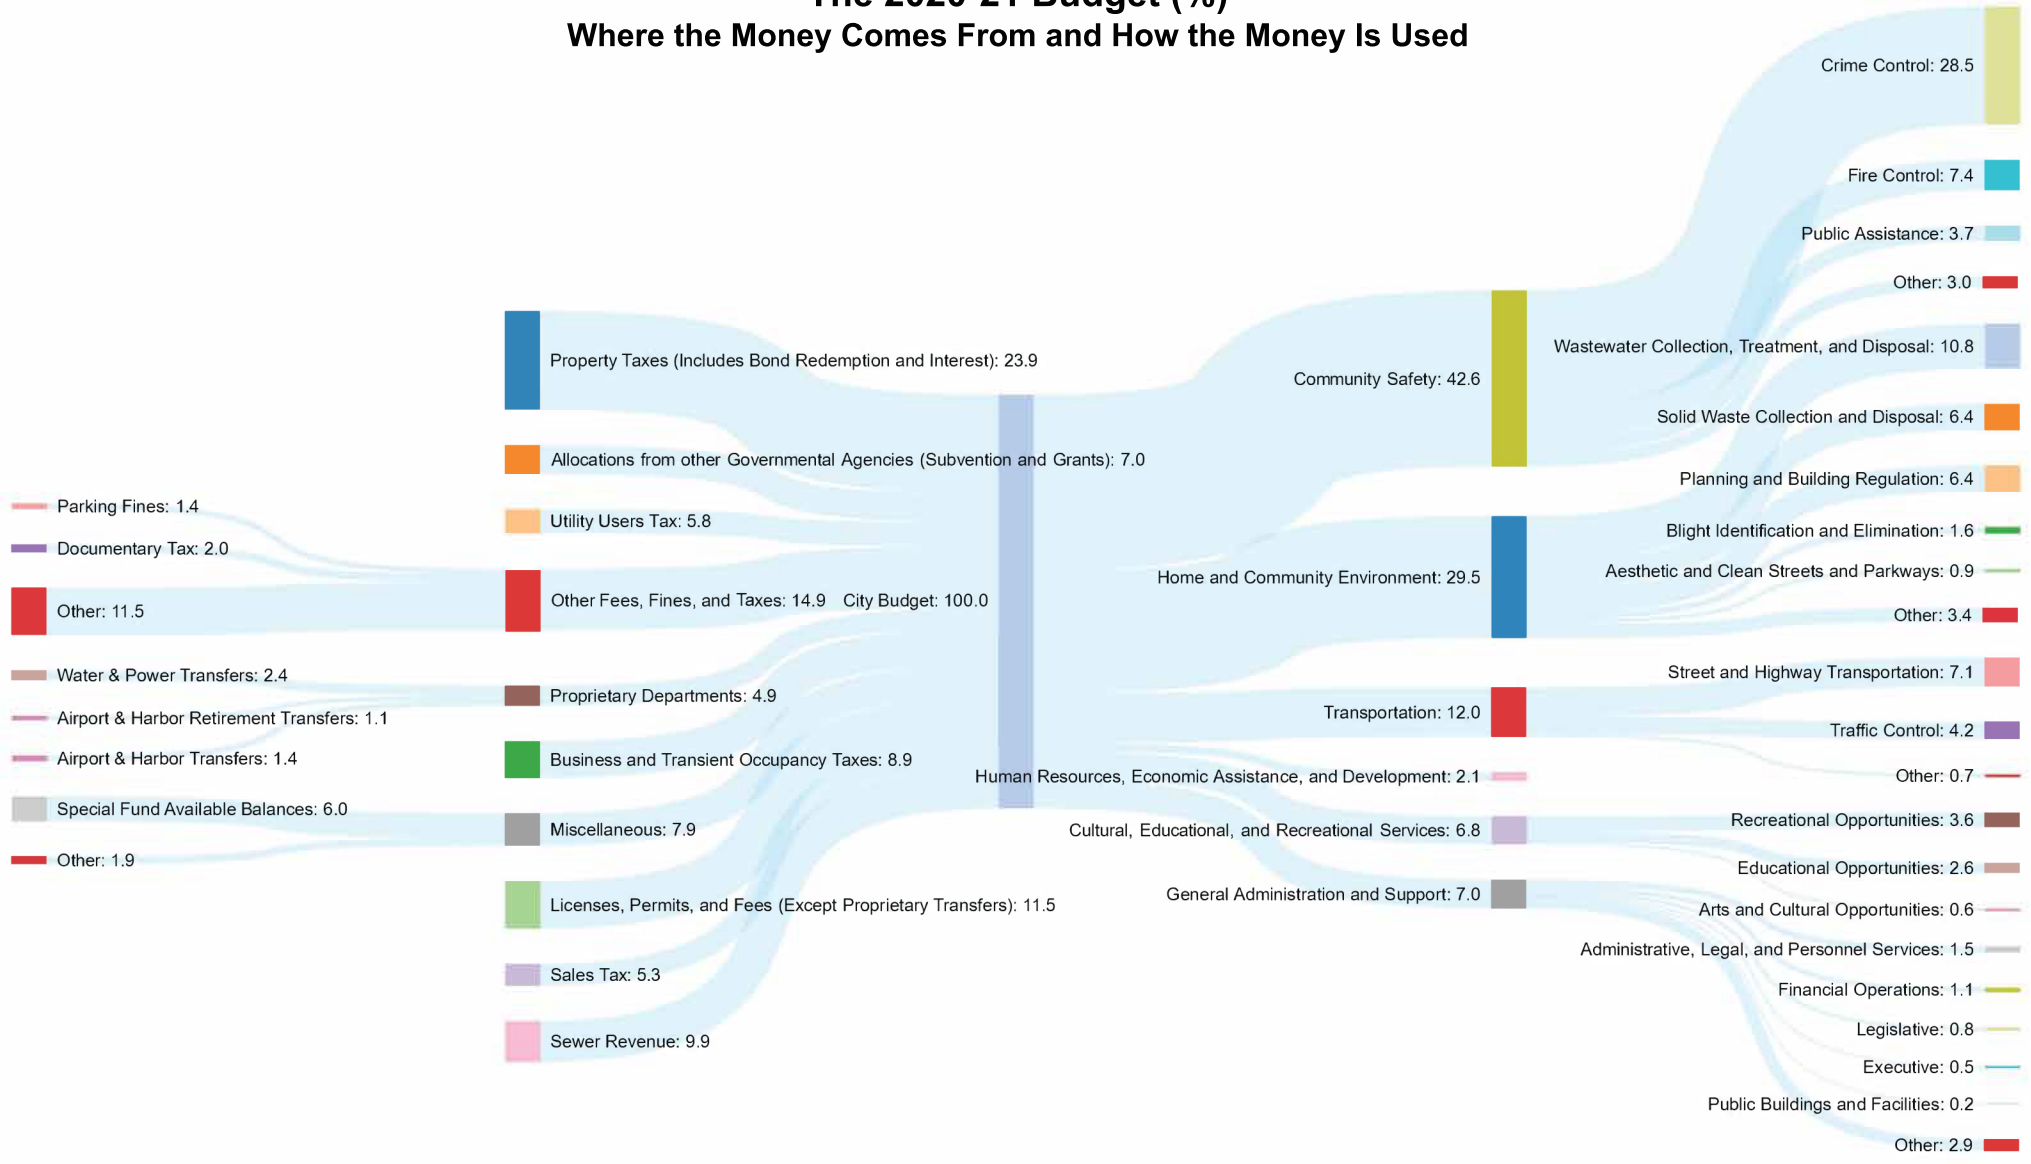 The 2020-21 Budget (%)
Where the Money Comes From and How the Money Is Used
Parking Fines: 1.4
Documentary Tax: 2.0
Other: 11.5
Water & Power Transfers: 2.4
Airport & Harbor Retirement Transfers: 1.1
Airport & Harbor Transfers: 1.4
Special Fund Available Balances: 6.0
Other: 1.9
Property Taxes (Includes Bond Redemption and Interest): 23.9
Allocations from other Governmental Agencies (Subvention and Grants): 7.0
Utility Users Tax: 5.8
Other Fees, Fines, and Taxes: 14.9
Proprietary Departments: 4.9
Business and Transient Occupancy Taxes: 8.9
Miscellaneous: 7.9
Licenses, Permits, and Fees (Except Proprietary Transfers): 11.5
Sales Tax: 5.3
Sewer Revenue: 9.9
City Budget: 100.0
Community Safety: 42.6
Home and Community Environment: 29.5
Transportation: 12.0
Human Resources, Economic Assistance, and Development: 2.1
Cultural, Educational, and Recreational Services: 6.8
General Administration and Support: 7.0
Crime Control: 28.5
Fire Control: 7.4
Public Assistance: 3.7
Other: 3.0
Wastewater Collection, Treatment, and Disposal: 10.8
Solid Waste Collection and Disposal: 6.4
Planning and Building Regulation: 6.4
Blight Identification and Elimination: 1.6
Aesthetic and Clean Streets and Parkways: 0.9
Other: 3.4
Street and Highway Transportation: 7.1
Traffic Control: 4.2
Other: 0.7
Recreational Opportunities: 3.6
Educational Opportunities: 2.6
Arts and Cultural Opportunities: 0.6
Administrative, Legal, and Personnel Services: 1.5
Financial Operations: 1.1
Legislative: 0.8
Executive: 0.5
Public Buildings and Facilities: 0.2
Other: 2.9